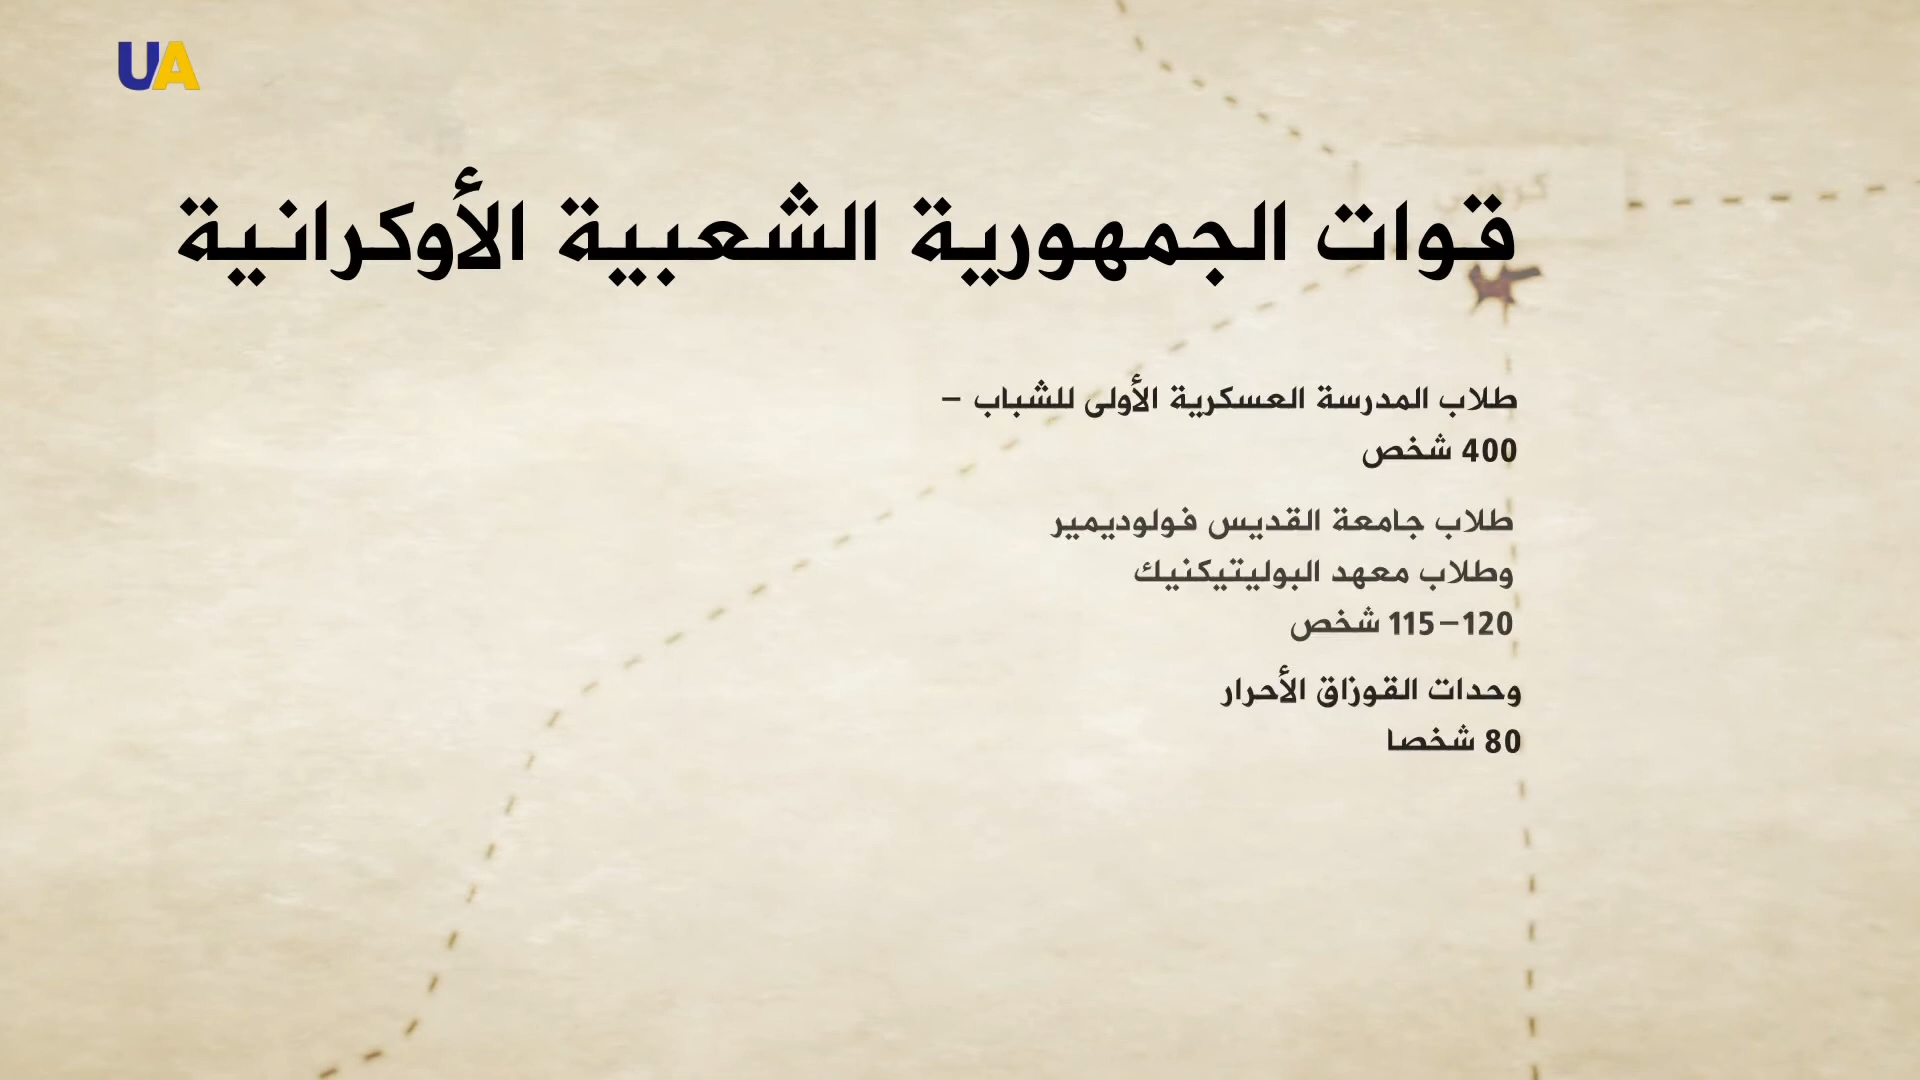 UA
قوات الجمهورية الشعبية الأوكرانية
طلاب المدرسة العسكرية الأولى للشباب –
400 شخص
طلاب جامعة القديس فولوديمير
وطلاب معهد البوليتيكنيك
115–120 شخص
وحدات القوزاق الأحرار
80 شخصا